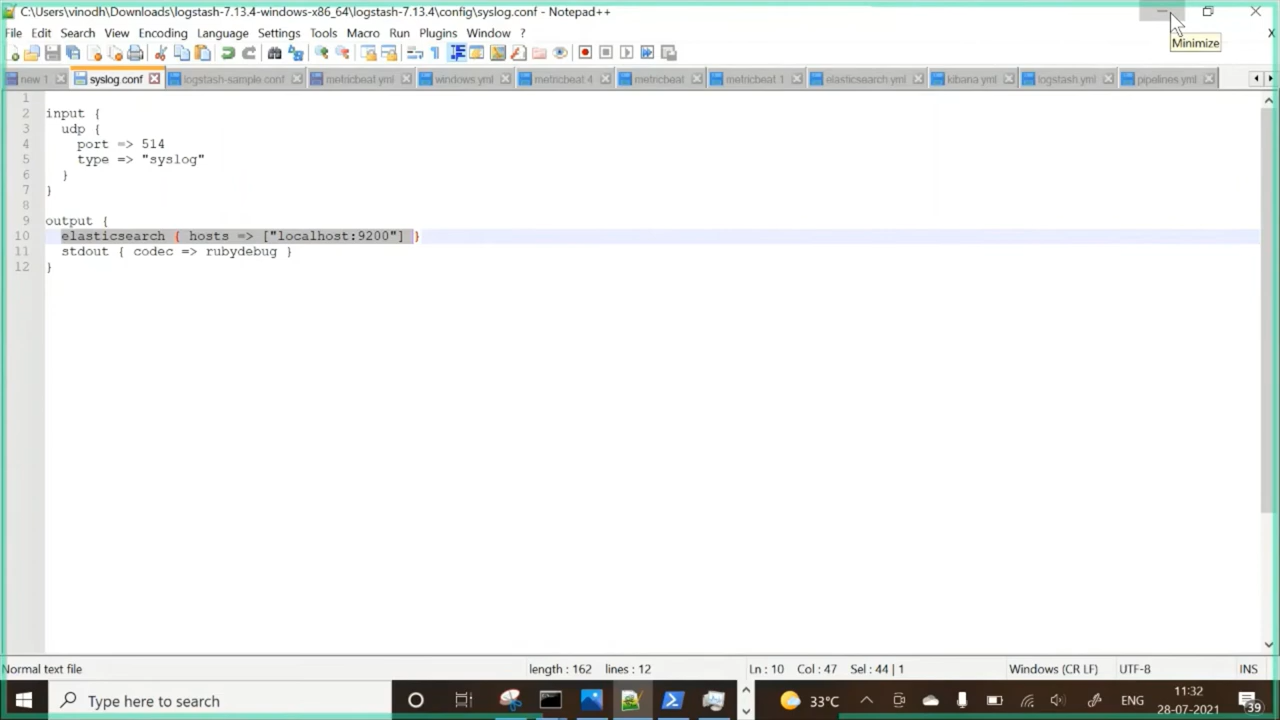 C:\Users\vinodh\Downloads\logstash-7.13.4-windows-x86_64\logstash-7.13.4\config\syslog.conf - Notepad++
Minimize
File Edit Search View Encoding Language Settings Tools Macro Run Plugins Window ? X
new 1 syslog.conf logstash-sample.conf metricbeat.yml windows.yml metricbeat 4 metricbeat metricbeat 1 elasticsearch.yml kibana.yml logstash.yml pipelines.yml
1
2 input {
3 udp {
4 port => 514
5 type => "syslog"
6 }
7 }
8
9 output {
10 elasticsearch { hosts => ["localhost:9200"] }
11 stdout { codec => rubydebug }
12 }
Normal text file length : 162 lines : 12 Ln : 10 Col : 47 Sel : 44 | 1 Windows (CR LF) UTF-8 INS
Type here to search 33°C ENG 11:32
28-07-2021 39